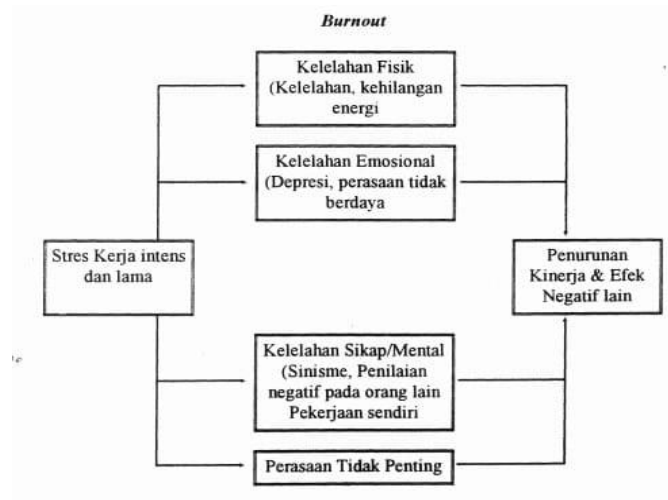 Burnout
Kelelahan Fisik
(Kelelahan, kehilangan
energi
Kelelahan Emosional
(Depresi, perasaan tidak
berdaya
Stres Kerja intens
dan lama
Penurunan
Kinerja & Efek
Negatif lain
Kelelahan Sikap/Mental
(Sinisme, Penilaian
negatif pada orang lain
Pekerjaan sendiri
Perasaan Tidak Penting